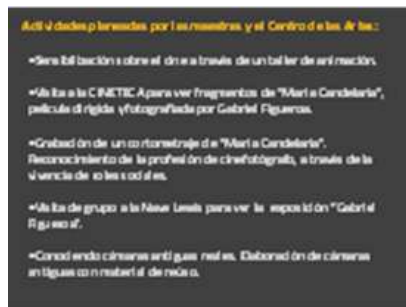 Actividades planeadas por las maestras y el Centro de las Artes:
•Sensibilización sobre el cine a través de un taller de animación.
•Visita a la CINETECA para ver fragmentos de "María Candelaria",
película dirigida y fotografiada por Gabriel Figueroa.
•Grabación de un cortometraje de "María Candelaria".
Reconocimiento de la profesión de cinefotógrafo, a través de la
vivencia de roles sociales.
•Visita de grupo a la Nave Lewis para ver la exposición "Gabriel
Figueroa".
•Conociendo cámaras antiguas reales. Elaboración de cámaras
antiguas con material de reúso.